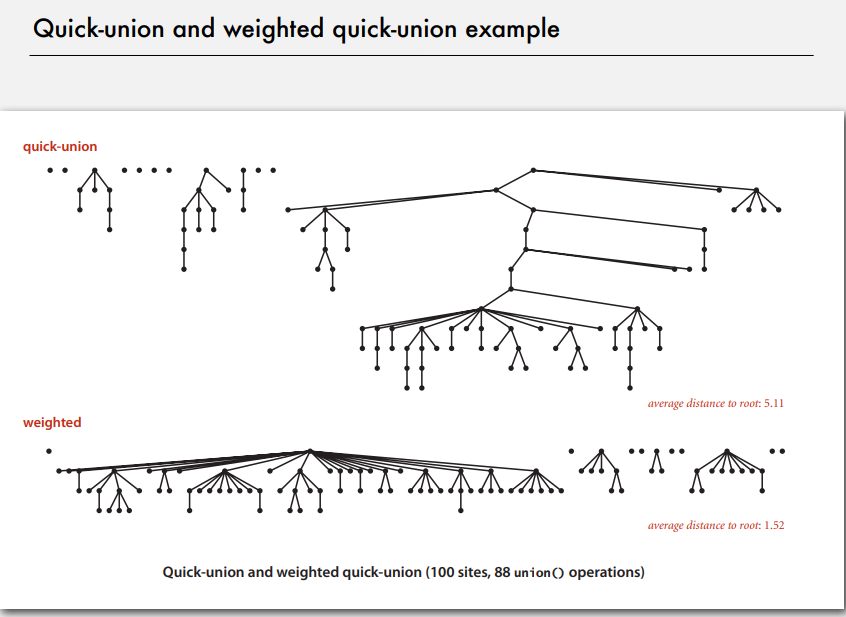 Quick-union and weighted quick-union example
quick-union
average distance to root: 5.11
weighted
average distance to root: 1.52
Quick-union and weighted quick-union (100 sites, 88 union() operations)